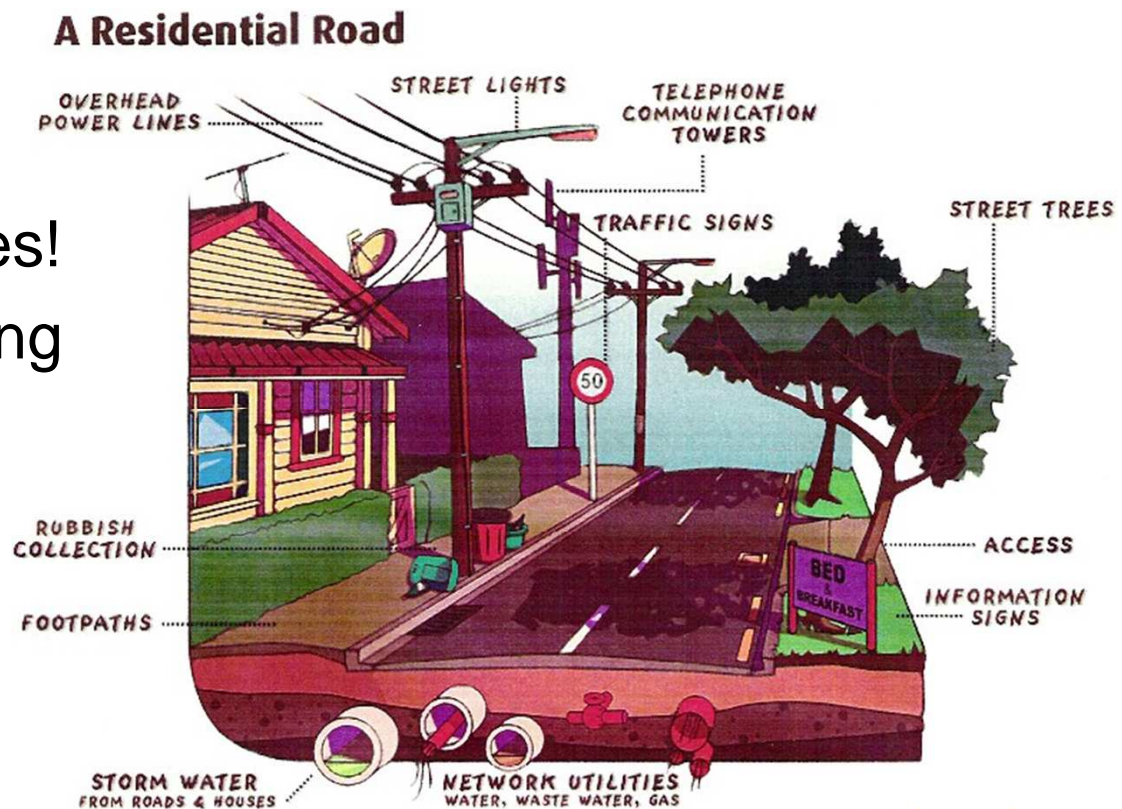 A Residential Road
OVERHEAD
POWER LINES
STREET LIGHTS
TELEPHONE
COMMUNICATION
TOWERS
TRAFFIC SIGNS
STREET TREES
es!
ng
50
RUBBISH
COLLECTION
FOOTPATHS
ACCESS
BED
&
BREAKFAST
INFORMATION
SIGNS
STORM WATER
FROM ROADS & HOUSES
NETWORK UTILITIES
WATER, WASTE WATER, GAS